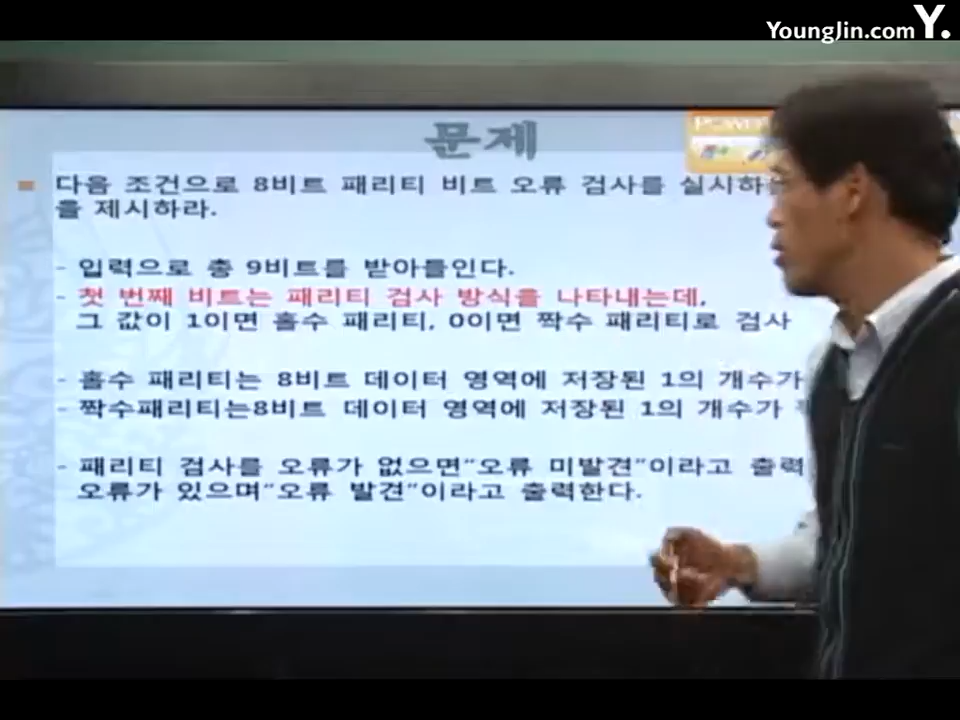 YoungJin.com Y.
문제
다음 조건으로 8비트 패리티 비트 오류 검사를 실시하
를 제시하라.
- 입력으로 총 9비트를 받아들인다.
- 첫 번째 비트는 패리티 검사 방식을 나타내는데,
그 값이 1이면 홀수 패리티, 0이면 짝수 패리티로 검사
- 홀수 패리티는 8비트 데이터 영역에 저장된 1의 개수가
- 짝수패리티는8비트 데이터 영역에 저장된 1의 개수가
- 패리티 검사를 오류가 없으면"오류 미발견"이라고 출력
오류가 있으며"오류 발견"이라고 출력한다.